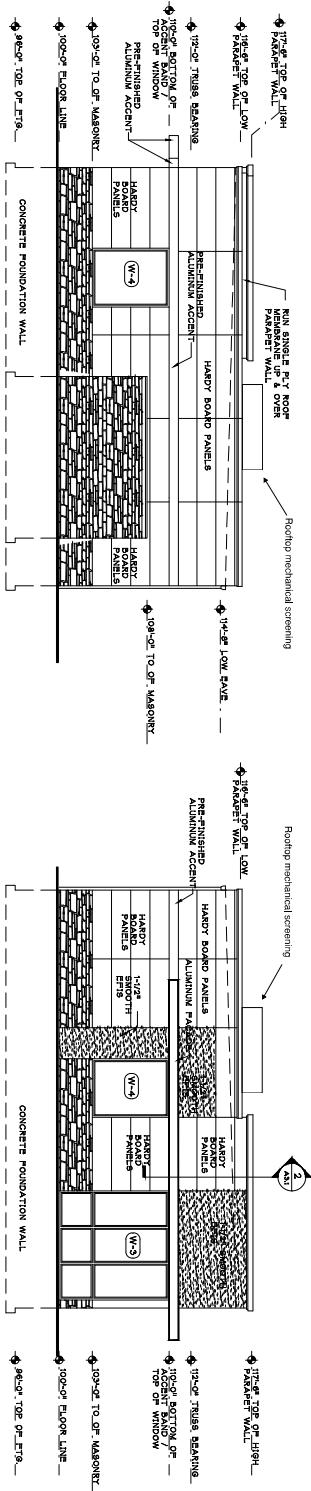 117'-6" TOP OF HIGH
PARAPET WALL
116'-6" TOP OF LOW
PARAPET WALL
112'-0" TRUSS BEARING
110'-0" BOTTOM OF
ACCENT BAND /
TOP OF WINDOW
PRE-FINISHED
ALUMINUM ACCENT
103'-0" TO OF MASONRY
100'-0" FLOOR LINE
96'-0" TOP OF FTG.
RUN SINGLE PLY ROOF
MEMBRANE UP & OVER
PARAPET WALL
Rooftop mechanical screening
HARDY BOARD PANELS
PRE-FINISHED
ALUMINUM ACCENT
HARDY
BOARD
PANELS
W-4
HARDY
BOARD
PANELS
CONCRETE FOUNDATION WALL
114'-6" LOW EAVE
108'-0" TO OF MASONRY
116'-6" TOP OF LOW
PARAPET WALL
PRE-FINISHED
ALUMINUM ACCENT
Rooftop mechanical screening
HARDY BOARD PANELS
ALUMINUM
HARDY
BOARD
PANELS
1-1/2"
SMOOTH
EFIS
W-4
HARDY
BOARD
PANELS
HARDY
BOARD
PANELS
2
A3.1
W-3
CONCRETE FOUNDATION WALL
117'-6" TOP OF HIGH
PARAPET WALL
112'-0" TRUSS BEARING
110'-0" BOTTOM OF
ACCENT BAND /
TOP OF WINDOW
103'-0" TO OF MASONRY
100'-0" FLOOR LINE
96'-0" TOP OF FTG.